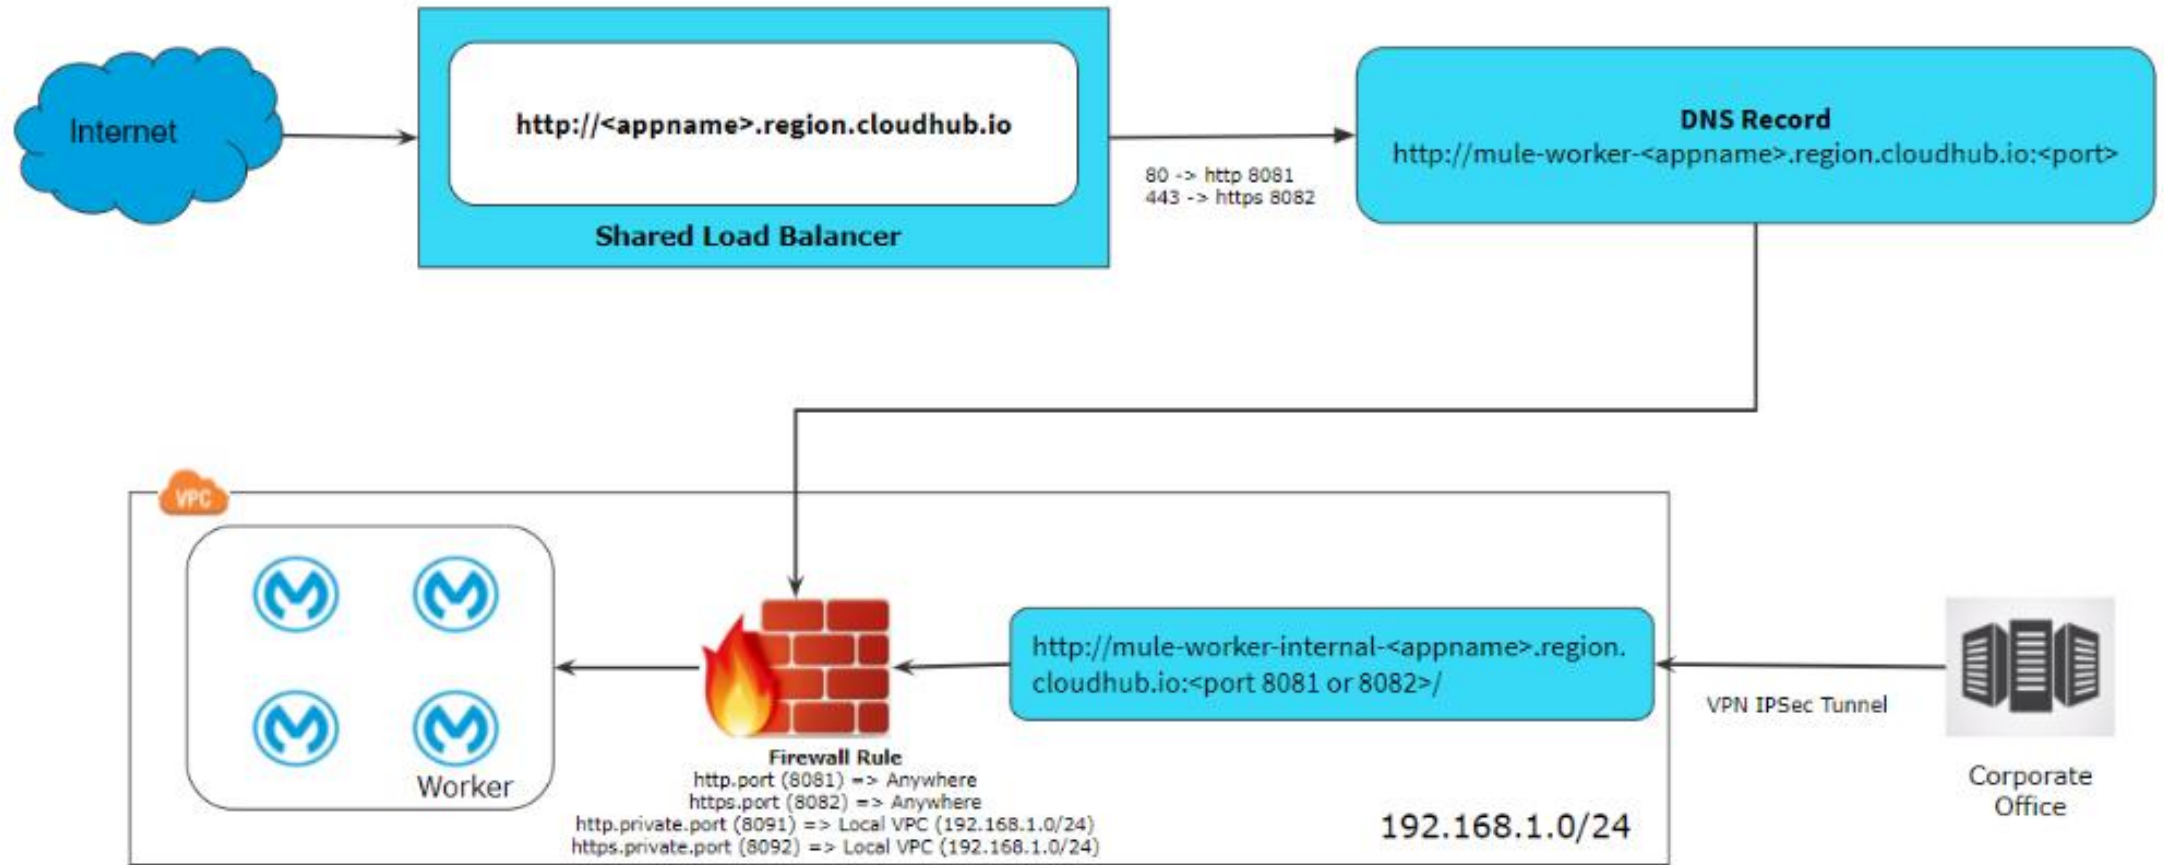 Internet
http://<appname>.region.cloudhub.io
Shared Load Balancer
80 -> http 8081
443 -> https 8082
DNS Record
http://mule-worker-<appname>.region.cloudhub.io:<port>
VPC
Worker
Firewall Rule
http.port (8081) => Anywhere
https.port (8082) => Anywhere
http.private.port (8091) => Local VPC (192.168.1.0/24)
https.private.port (8092) => Local VPC (192.168.1.0/24)
http://mule-worker-internal-<appname>.region.
cloudhub.io:<port 8081 or 8082>/
192.168.1.0/24
VPN IPSec Tunnel
Corporate
Office